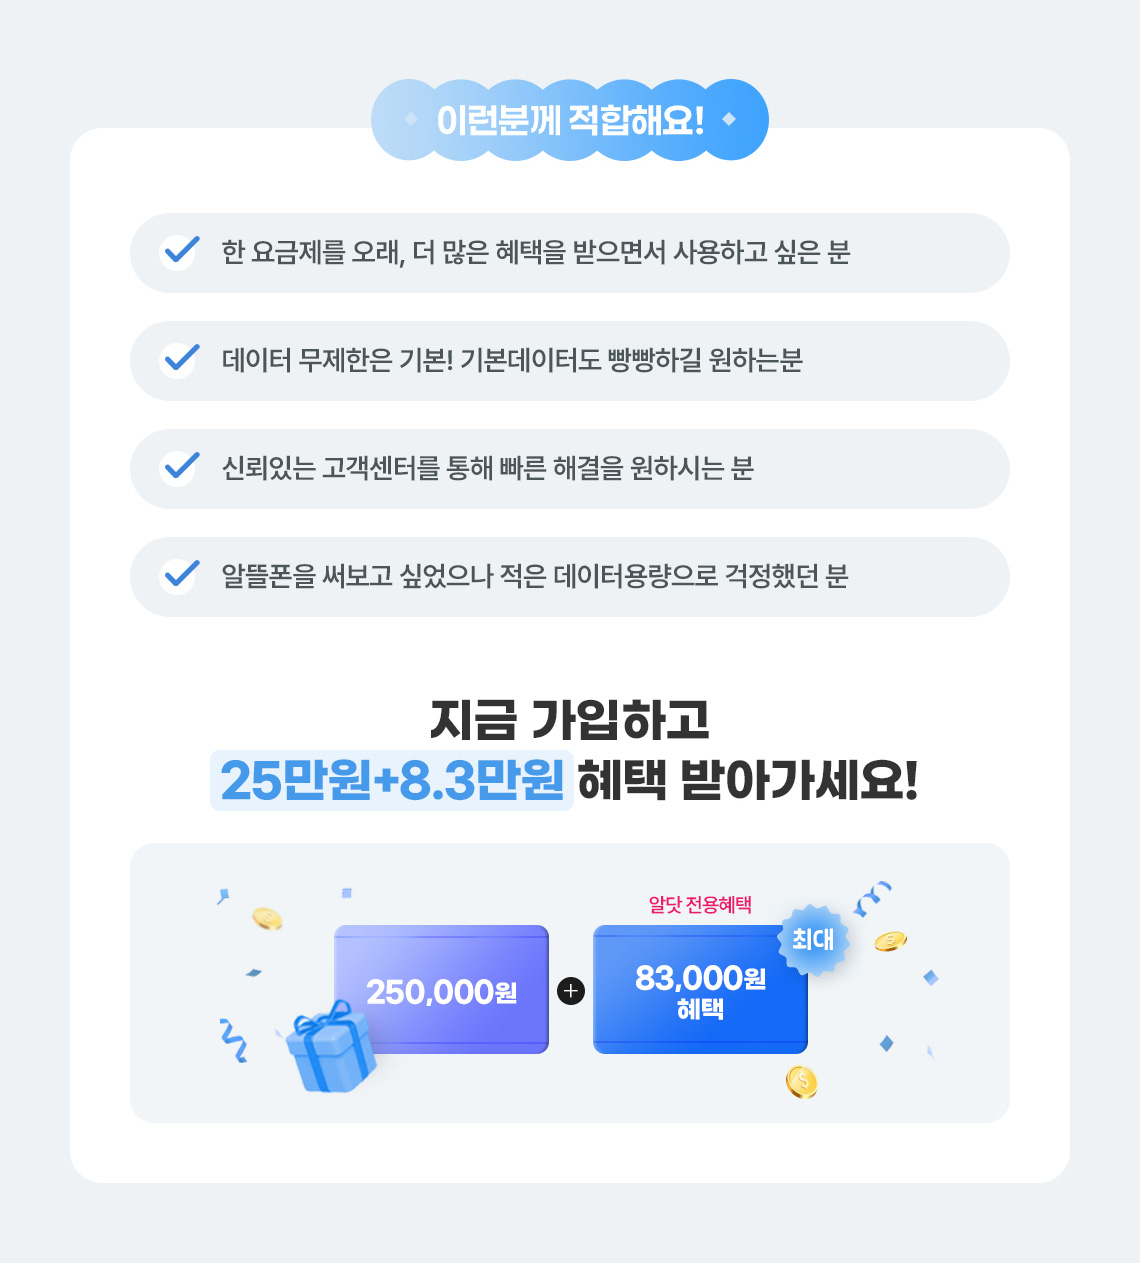 이런분께 적합해요!
한 요금제를 오래, 더 많은 혜택을 받으면서 사용하고 싶은 분
데이터 무제한은 기본! 기본데이터도 빵빵하길 원하는분
신뢰있는 고객센터를 통해 빠른 해결을 원하시는 분
알뜰폰을 써보고 싶었으나 적은 데이터용량으로 걱정했던 분
지금 가입하고
25만원+8.3만원 혜택 받아가세요!
알닷 전용혜택
최대
250,000원
+
83,000원
혜택